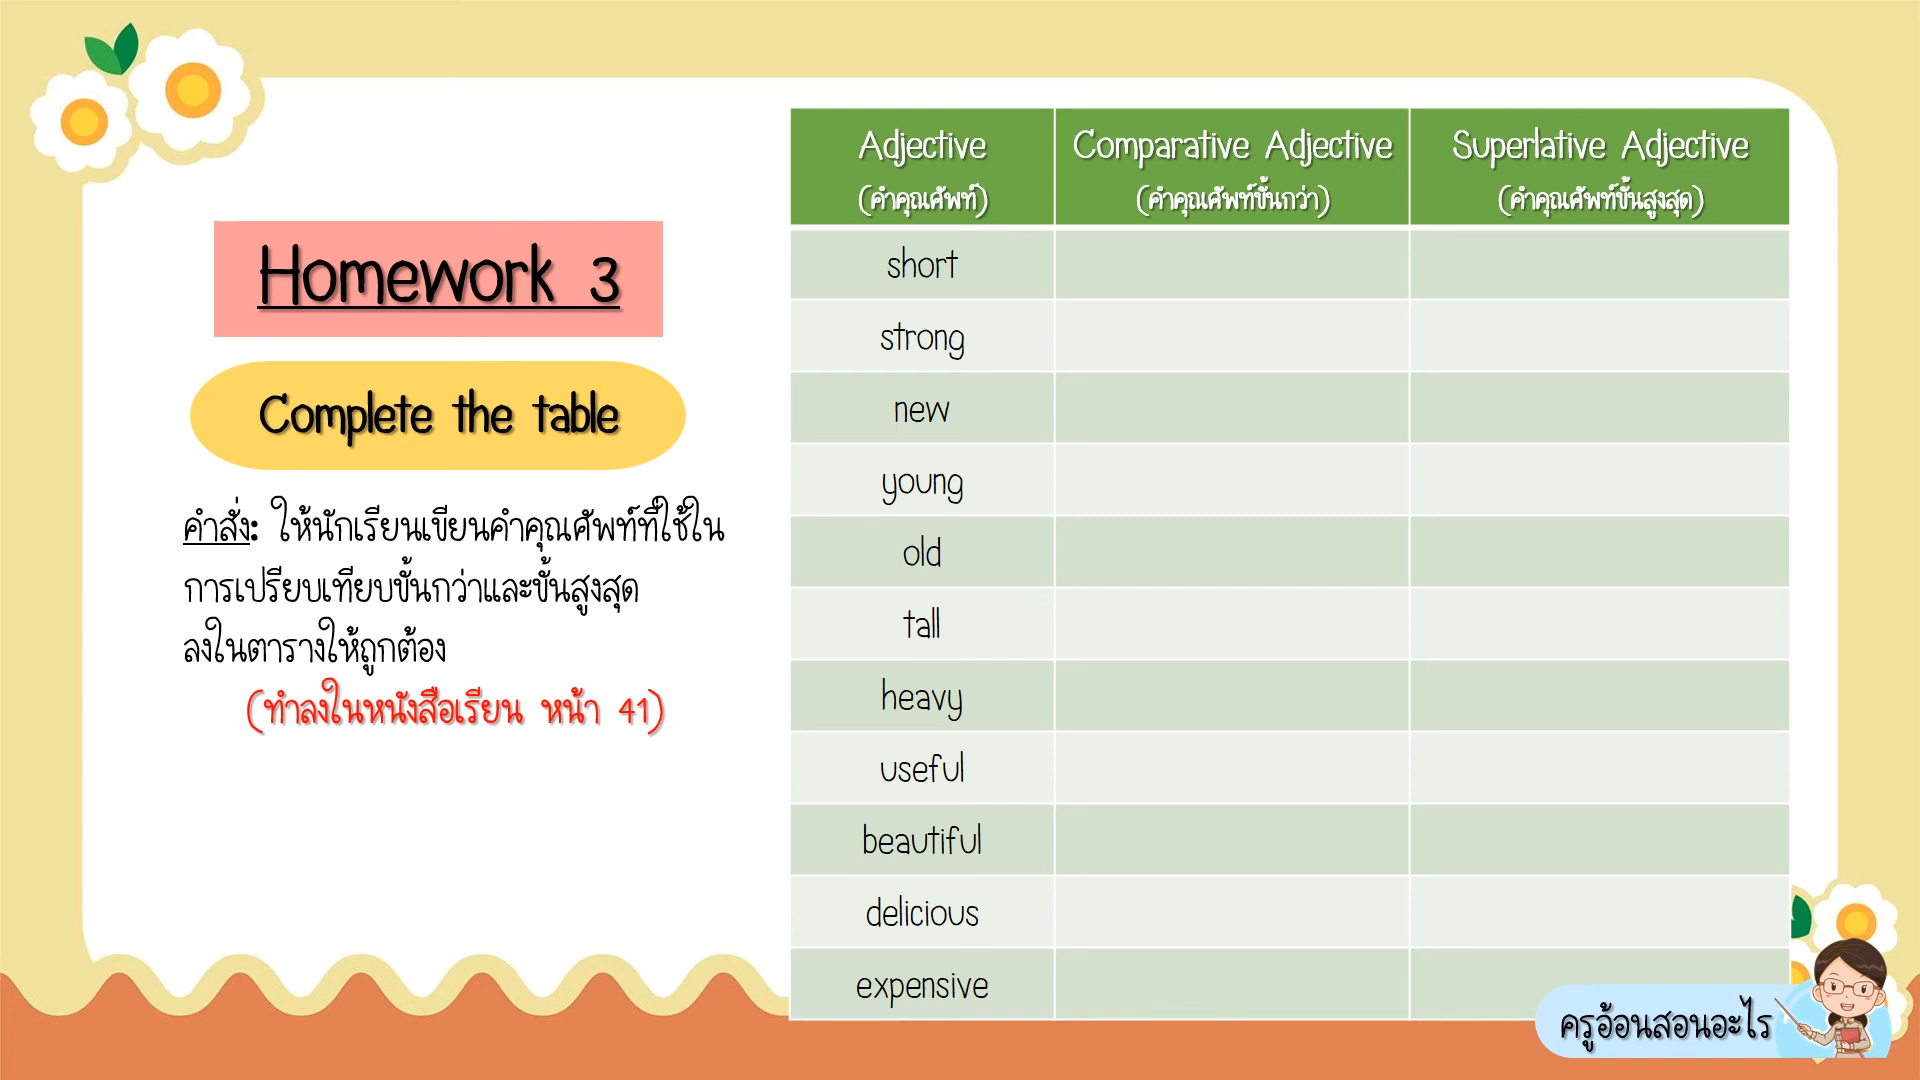 Homework 3
Complete the table
คำสั่ง: ให้นักเรียนเขียนคำคุณศัพท์ที่ใช้ใน
การเปรียบเทียบขั้นกว่าและขั้นสูงสุด
ลงในตารางให้ถูกต้อง
(ทำลงในหนังสือเรียน หน้า 41)
Adjective Comparative Adjective Superlative Adjective
(คำคุณศัพท์) (คำคุณศัพท์ขั้นกว่า) (คำคุณศัพท์ขั้นสูงสุด)
short
strong
new
young
old
tall
heavy
useful
beautiful
delicious
expensive
ครูอ้อนสอนอะไร